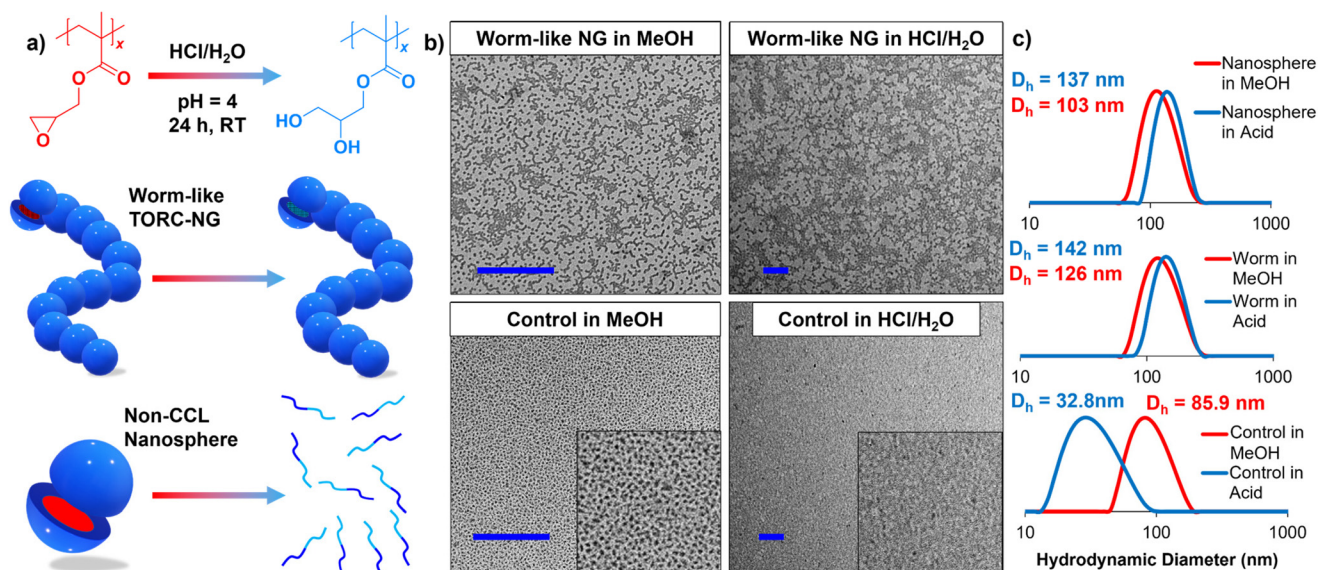 a)
x
HCl/H₂O
pH = 4
24 h, RT
x
O
O
O
O
O
HO
OH
Worm-like
TORC-NG
Non-CCL
Nanosphere
b)
Worm-like NG in MeOH
Worm-like NG in HCl/H₂O
Control in MeOH
Control in HCl/H₂O
c)
Dₕ = 137 nm
Dₕ = 103 nm
Nanosphere
in MeOH
Nanosphere
in Acid
10 100 1000
Dₕ = 142 nm
Dₕ = 126 nm
Worm in
MeOH
Worm in
Acid
10 100 1000
Dₕ = 32.8nm Dₕ = 85.9 nm
Control in
MeOH
Control in
Acid
10 100 1000
Hydrodynamic Diameter (nm)